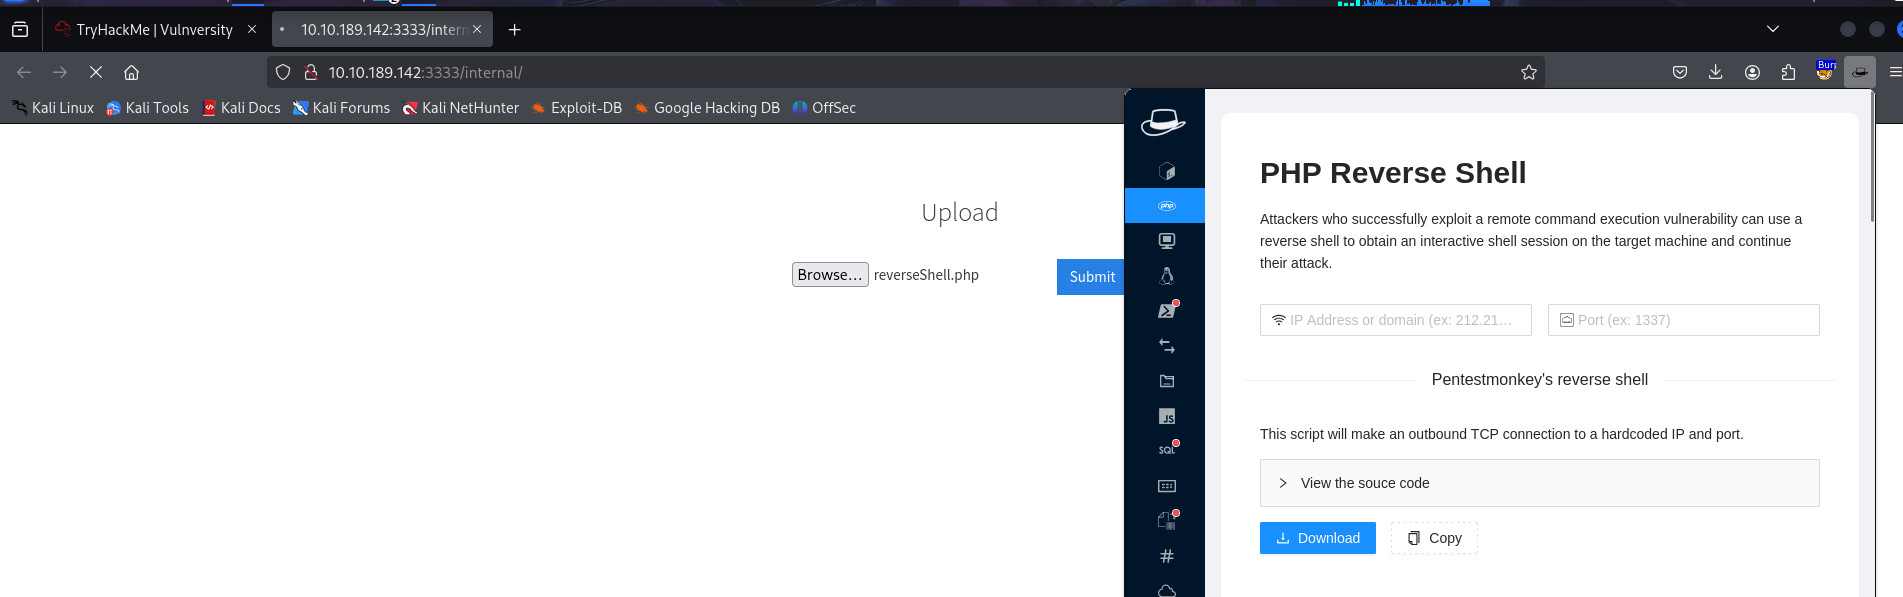 TryHackMe | Vulnversity
10.10.189.142:3333/intern
10.10.189.142:3333/internal/
Burp
Kali Linux Kali Tools Kali Docs Kali Forums Kali NetHunter Exploit-DB Google Hacking DB OffSec
Upload
Browse... reverseShell.php
Submit
php
JS
SQL
PHP Reverse Shell
Attackers who successfully exploit a remote command execution vulnerability can use a
reverse shell to obtain an interactive shell session on the target machine and continue
their attack.
IP Address or domain (ex: 212.21...
Port (ex: 1337)
Pentestmonkey's reverse shell
This script will make an outbound TCP connection to a hardcoded IP and port.
View the souce code
Download
Copy